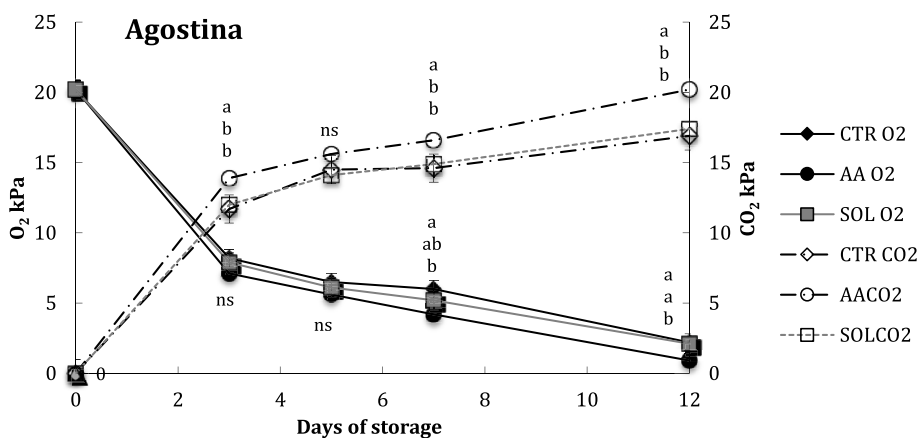 Agostina
25
20
15
10
5
0
O2 kPa
25
20
15
10
5
0
CO2 kPa
0
2
4
6
8
10
12
Days of storage
0
a
b
b
ns
a
b
b
a
b
b
ns
ns
a
ab
b
a
a
b
CTR O2
AA O2
SOL O2
CTR CO2
AACO2
SOLCO2